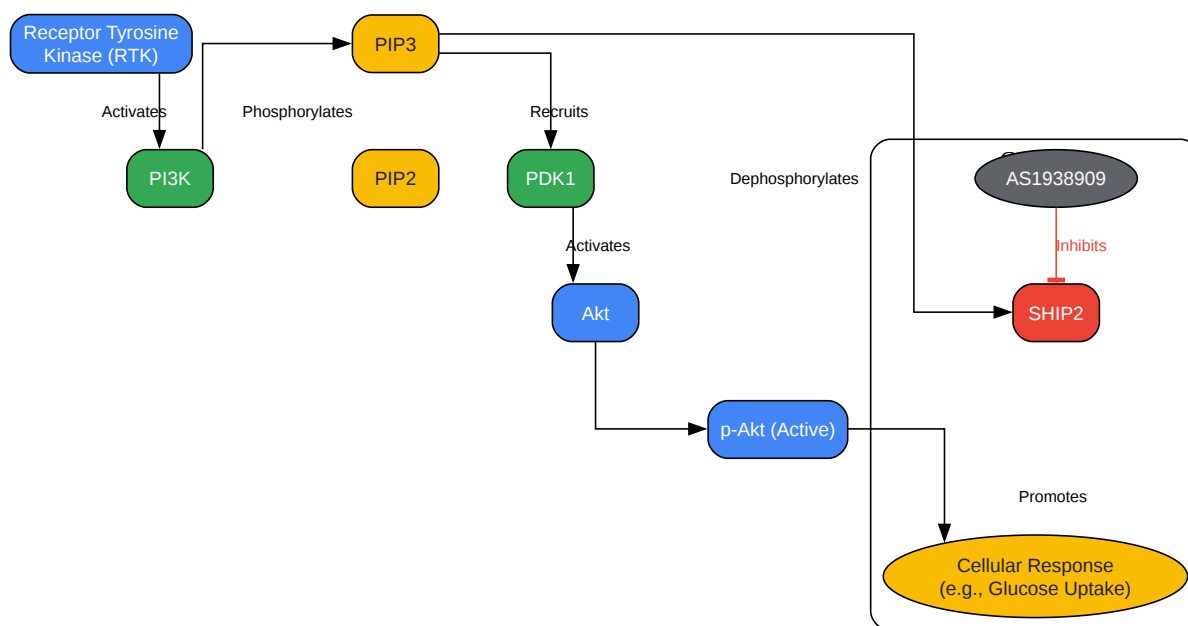 Receptor Tyrosine
Kinase (RTK)
PIP3
Activates
Phosphorylates
Recruits
PI3K
PIP2
PDK1
Dephosphorylates
AS1938909
Activates
Inhibits
Akt
SHIP2
p-Akt (Active)
Promotes
Cellular Response
(e.g., Glucose Uptake)